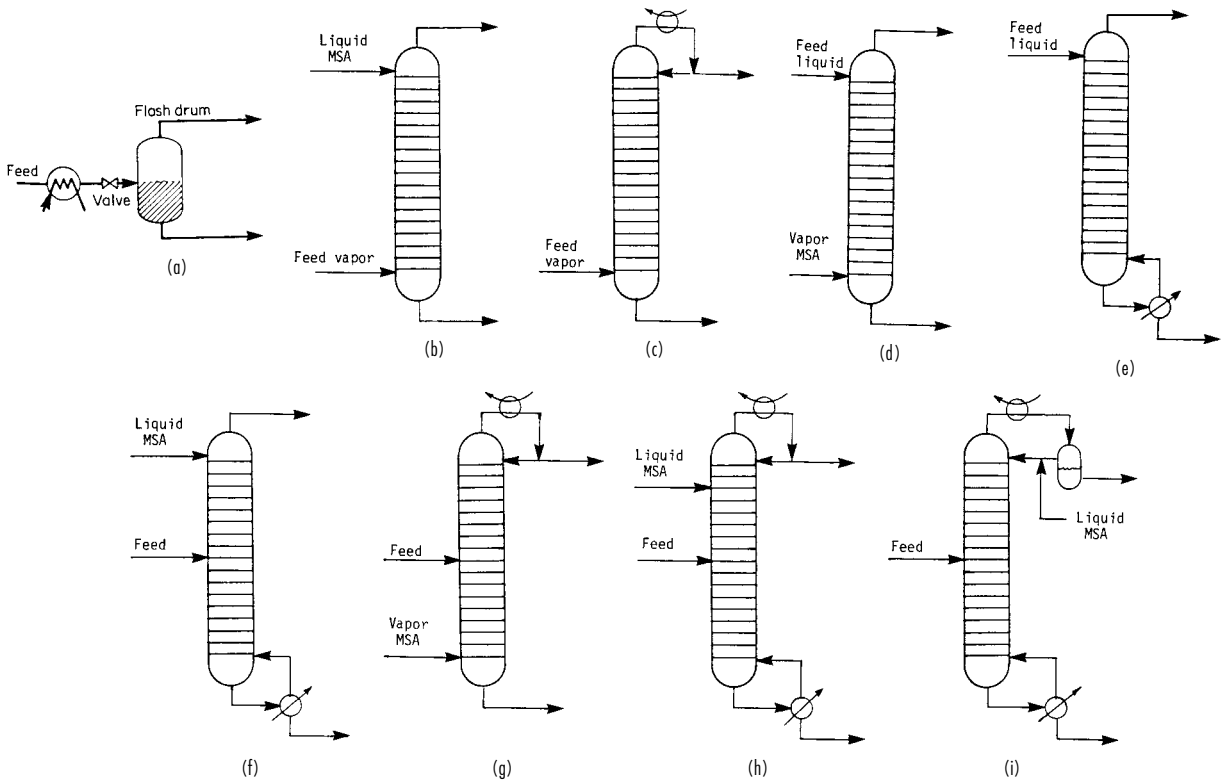 Feed
Valve
Flash drum
(a)
Liquid
MSA
Feed vapor
(b)
Feed
vapor
(c)
Feed
liquid
Vapor
MSA
(d)
Feed
liquid
(e)
Liquid
MSA
Feed
(f)
Feed
Vapor
MSA
(g)
Liquid
MSA
Feed
(h)
Feed
Liquid
MSA
(i)